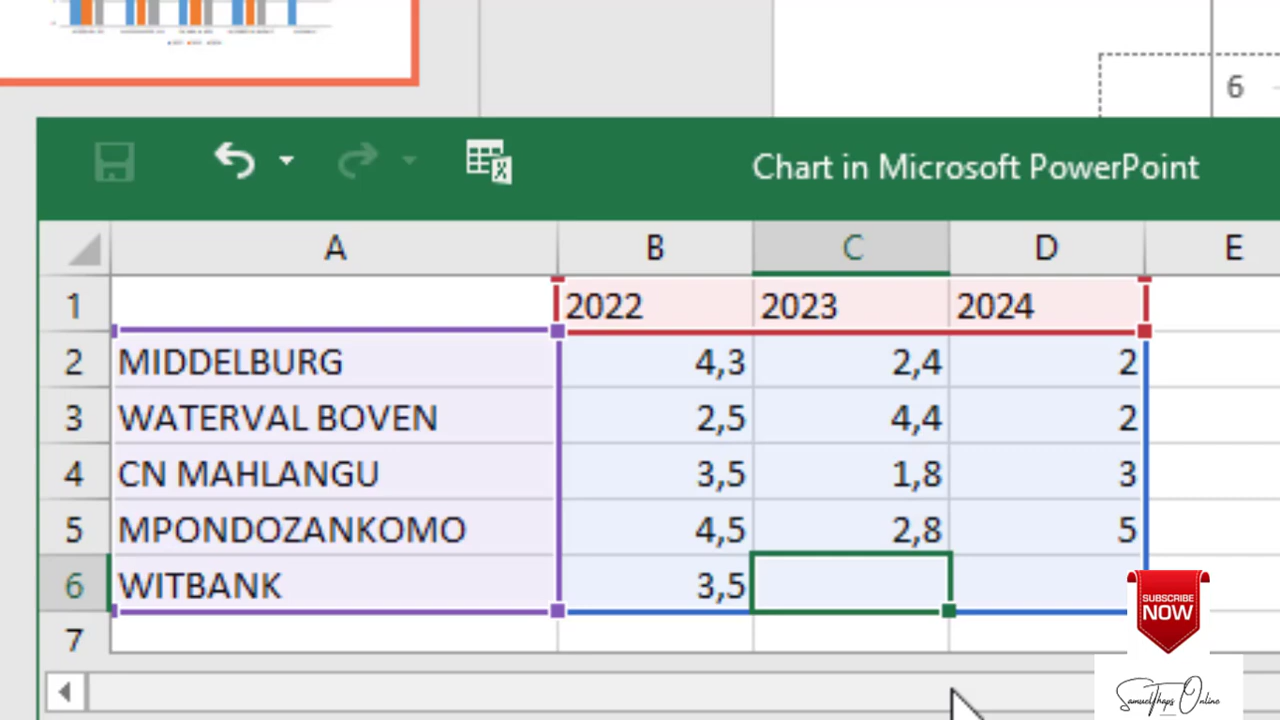 6
Chart in Microsoft PowerPoint
A B C D E
1 2022 2023 2024
2 MIDDELBURG 4,3 2,4 2
3 WATERVAL BOVEN 2,5 4,4 2
4 CN MAHLANGU 3,5 1,8 3
5 MPONDOZANKOMO 4,5 2,8 5
6 WITBANK 3,5
7
SUBSCRIBE
NOW
SamuelThaps Online